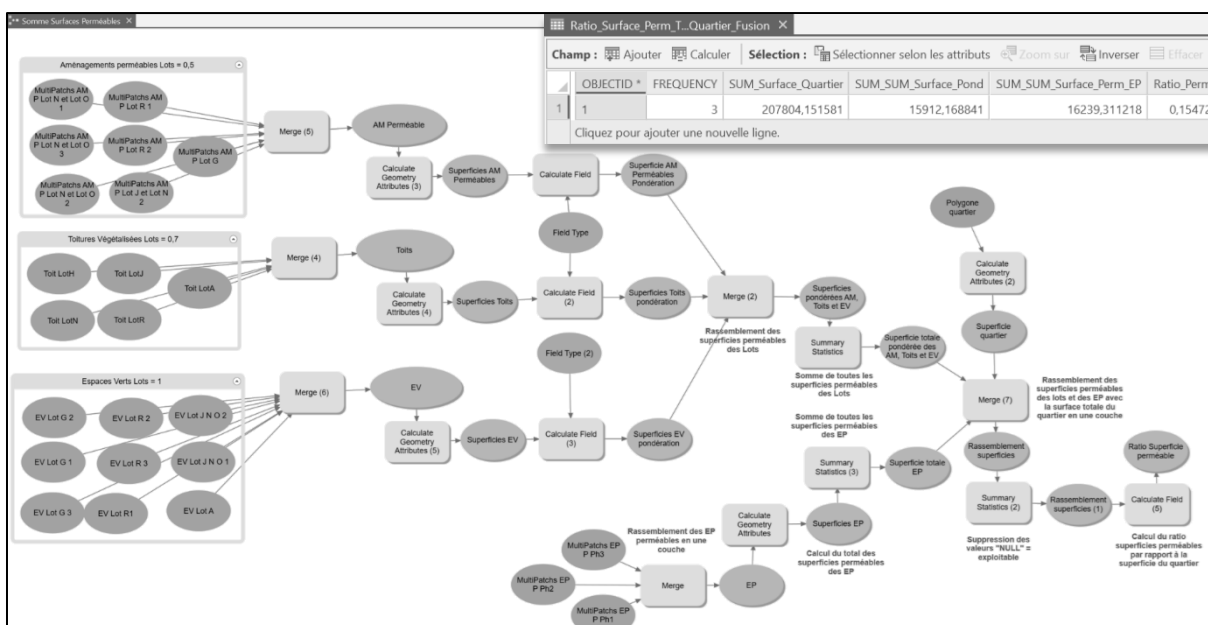 Somme Surfaces Perméables
Ratio_Surface_Perm_T...Quartier_Fusion
Champ : Ajouter Calculer Sélection : Sélectionner selon les attributs Zoom sur Inverser Effacer
OBJECTID * FREQUENCY SUM_Surface_Quartier SUM_SUM_Surface_Pond SUM_SUM_Surface_Perm_EP Ratio_Perm
1 1 3 207804,151581 15912,168841 16239,311218 0,15472
Cliquez pour ajouter une nouvelle ligne.
Aménagements perméables Lots = 0,5
MultiPatchs AM
P Lot N et Lot O
1
MultiPatchs AM
P Lot R 1
MultiPatchs AM
P Lot N et Lot O
3
MultiPatchs AM
P Lot R 2
MultiPatchs AM
P Lot G
MultiPatchs AM
P Lot N et Lot O
2
MultiPatchs AM
P Lot J et Lot N
2
Merge (5)
AM Perméable
Calculate
Geometry
Attributes (3)
Superficies AM
Perméables
Calculate Field
Superficie AM
Perméables
Pondération
Field Type
Toitures Végétalisées Lots = 0,7
Toit LotH
Toit LotJ
Toit LotA
Toit LotN
Toit LotR
Merge (4)
Toits
Calculate
Geometry
Attributes (4)
Superficies Toits
Calculate Field
(2)
Superficies Toits
pondération
Merge (2)
Rassemblement des
superficies perméables
des Lots
Superficies
pondérées AM,
Toits et EV
Summary
Statistics
Somme de toutes les
superficies perméables
des Lots
Superficie totale
pondérée des
AM, Toits et EV
Polygone
quartier
Calculate
Geometry
Attributes (2)
Superficie
quartier
Merge (7)
Rassemblement des
superficies perméables
des lots et des EP avec
la surface totale du
quartier en une couche
Field Type (2)
Espaces Verts Lots = 1
EV Lot G 2
EV Lot R 2
EV Lot J N O 2
EV Lot G 1
EV Lot R 3
EV Lot J N O 1
EV Lot G 3
EV Lot R1
EV Lot A
Merge (6)
EV
Calculate
Geometry
Attributes (5)
Superficies EV
Calculate Field
(3)
Superficies EV
pondération
Somme de toutes les
superficies perméables
des EP
Summary
Statistics (3)
Superficie totale
EP
Rassemblement
superficies
Summary
Statistics (2)
Suppression des
valeurs "NULL" =
exploitable
Rassemblement
superficies (1)
Ratio Superficie
perméable
Calculate Field
(5)
Calcul du ratio
superficies perméables
par rapport à la
superficie du quartier
Rassemblement des EP
perméables en une
couche
Calculate
Geometry
Attributes
Superficies EP
Calcul du total des
superficies perméables
des EP
MultiPatchs EP
P Ph3
MultiPatchs EP
P Ph2
MultiPatchs EP
P Ph1
Merge
EP